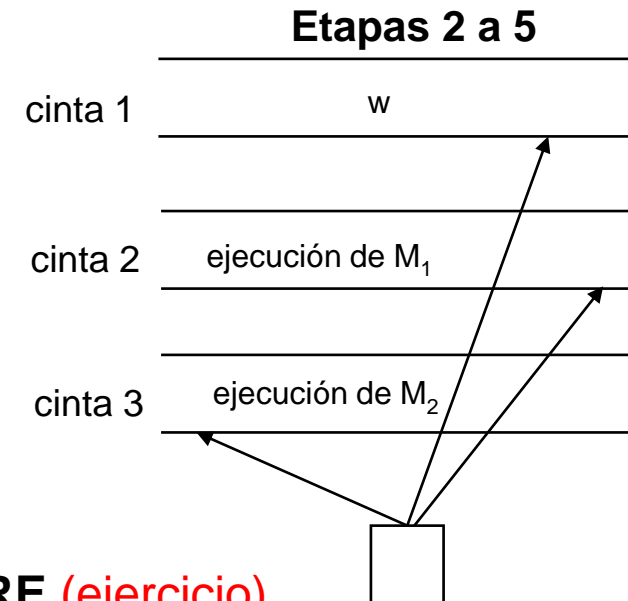 Etapas 2 a 5
cinta 1 w
cinta 2 ejecución de M₁
cinta 3 ejecución de M₂
RE (ejercicio)